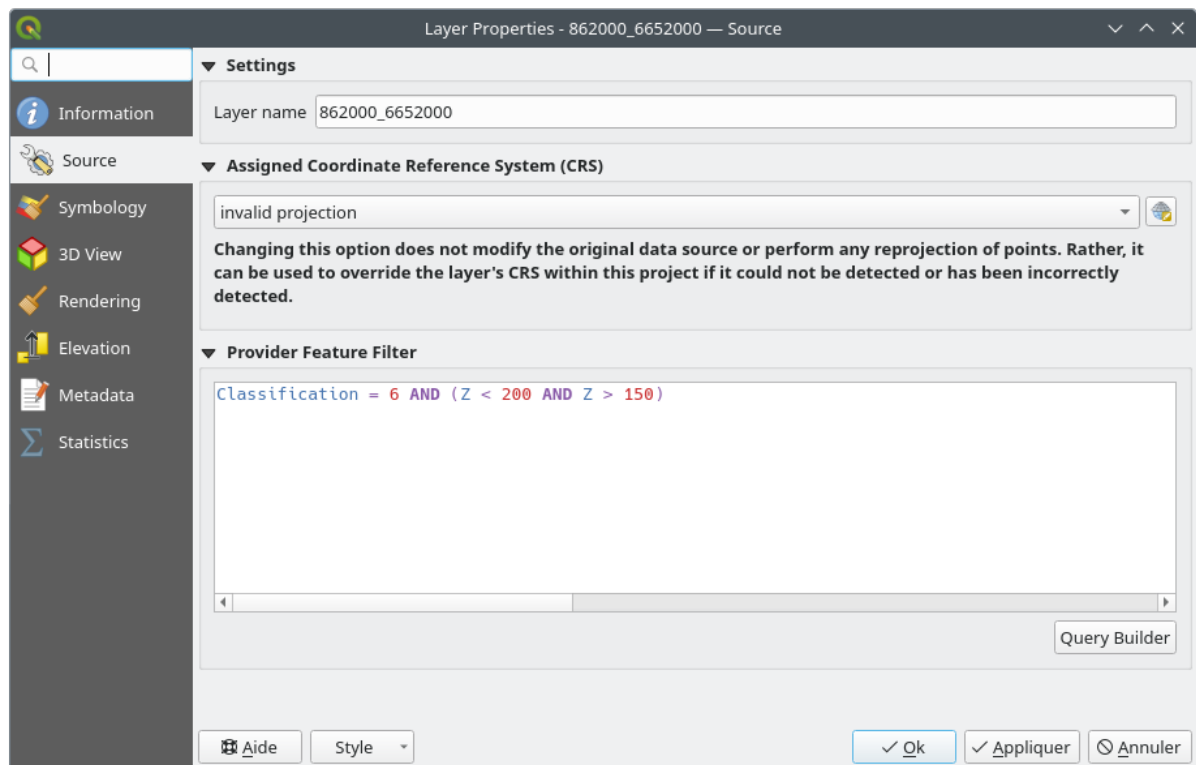 Layer Properties - 862000_6652000 — Source
Settings
Information
Layer name 862000_6652000
Source
Assigned Coordinate Reference System (CRS)
Symbology
invalid projection
3D View
Changing this option does not modify the original data source or perform any reprojection of points. Rather, it
can be used to override the layer's CRS within this project if it could not be detected or has been incorrectly
detected.
Rendering
Elevation
Provider Feature Filter
Metadata
Classification = 6 AND (Z < 200 AND Z > 150)
Statistics
Query Builder
Aide
Style
Ok
Appliquer
Annuler